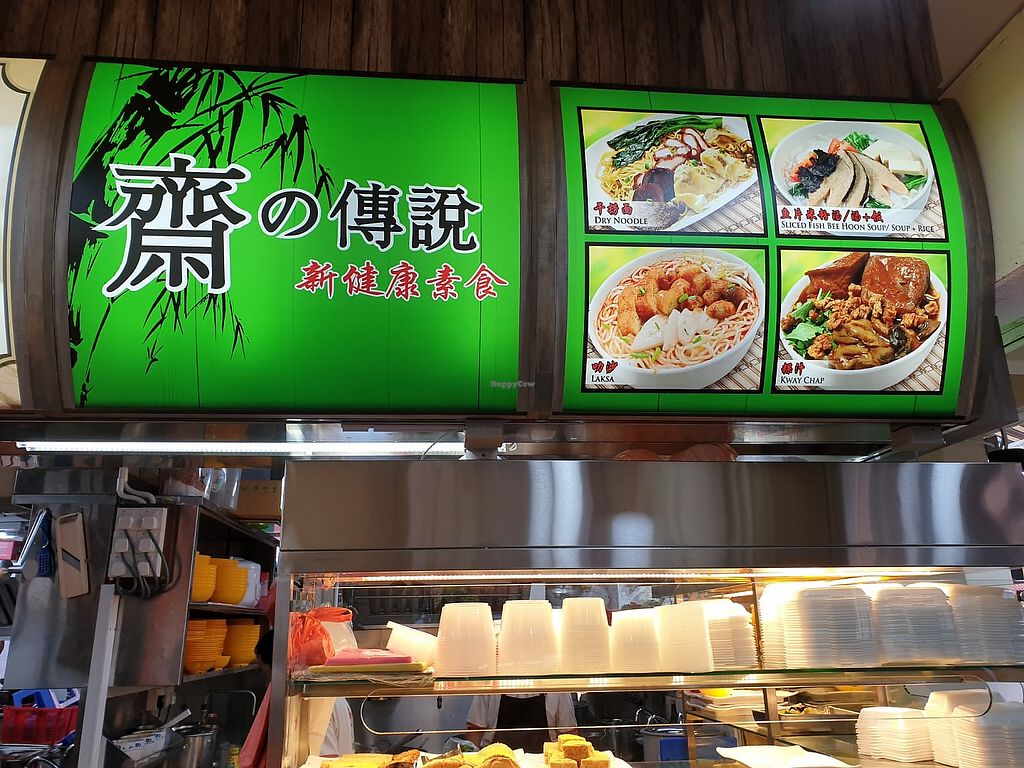 齋の傳説
新健康素食
HappyCow
干捞面
DRY NOODLE
鱼片米粉汤/汤+饭
SLICED FISH BEE HOON SOUP/ SOUP + RICE
叻沙
LAKSA
粿汁
KWAY CHAP